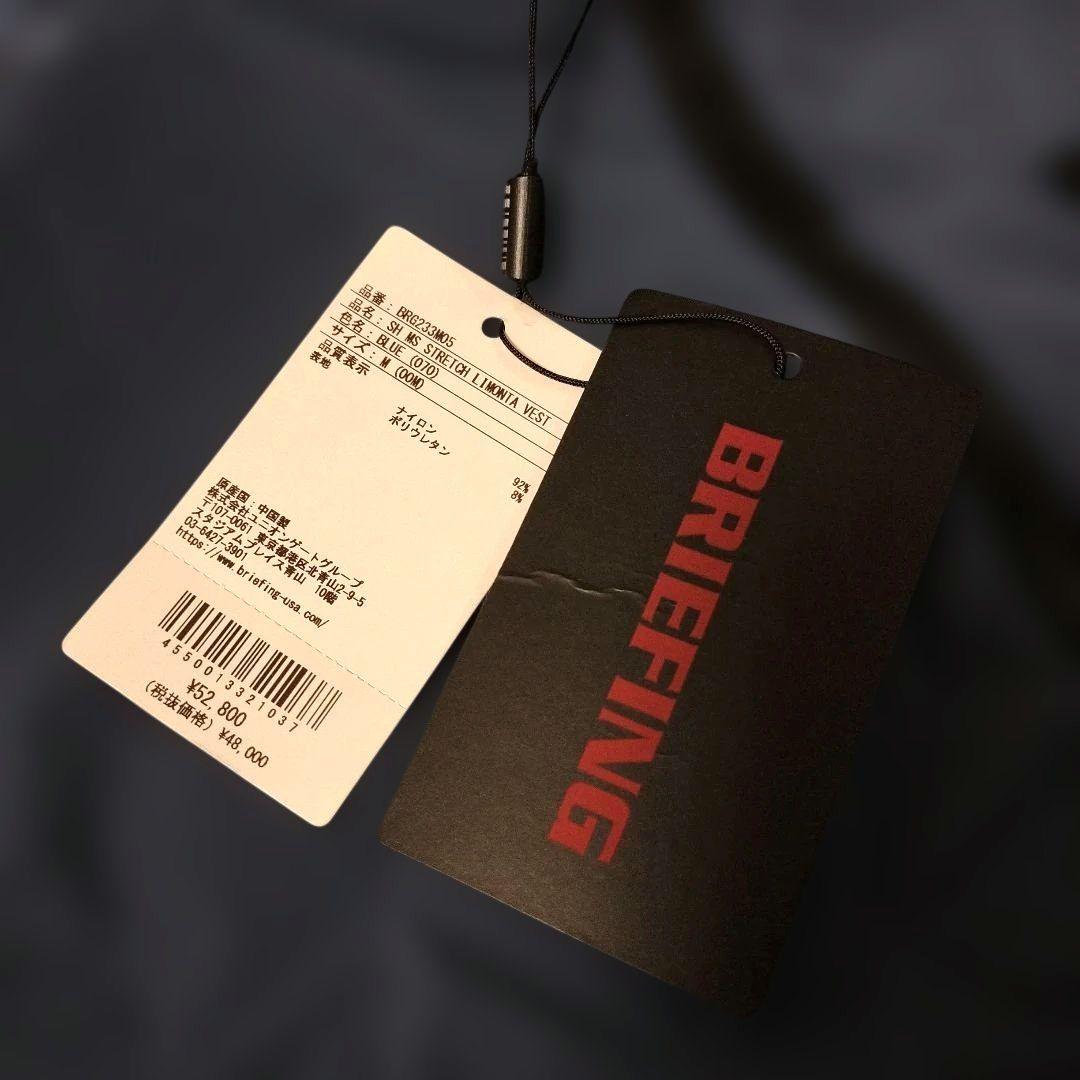 品番: BRG233M05
品名: SH MS STRETCH LIMONTA VEST
色名: BLUE (070)
サイズ: M (00M)
品質表示
表地
ナイロン 92%
ポリウレタン 8%
原産国: 中国製
株式会社ユニオンゲートグループ
〒107-0061 東京都港区北青山2-9-5
スタジアムプレイス青山 10階
03-6427-3901
https://www.briefing-usa.com/
4550013321037
¥52,800
(税抜価格) ¥48,000
BRIEFING